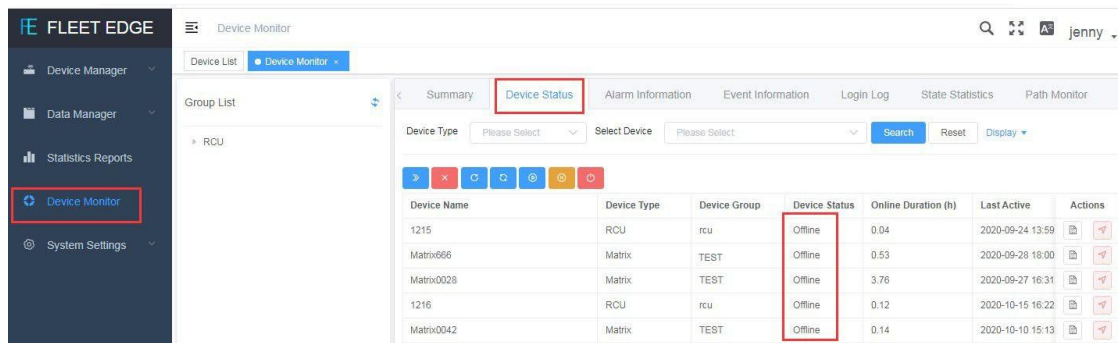 FE FLEET EDGE
Device Monitor
jenny
Device List
Device Monitor ×
Device Manager
Data Manager
Statistics Reports
Device Monitor
System Settings
Group List
RCU
Summary Device Status Alarm Information Event Information Login Log State Statistics Path Monitor
Device Type Please Select Select Device Please Select Search Reset Display
Device Name Device Type Device Group Device Status Online Duration (h) Last Active Actions
1215 RCU rcu Offline 0.04 2020-09-24 13:59
Matrix666 Matrix TEST Offline 0.53 2020-09-28 18:00
Matrix0028 Matrix TEST Offline 3.76 2020-09-27 16:31
1216 RCU rcu Offline 0.12 2020-10-15 16:22
Matrix0042 Matrix TEST Offline 0.14 2020-10-10 15:13